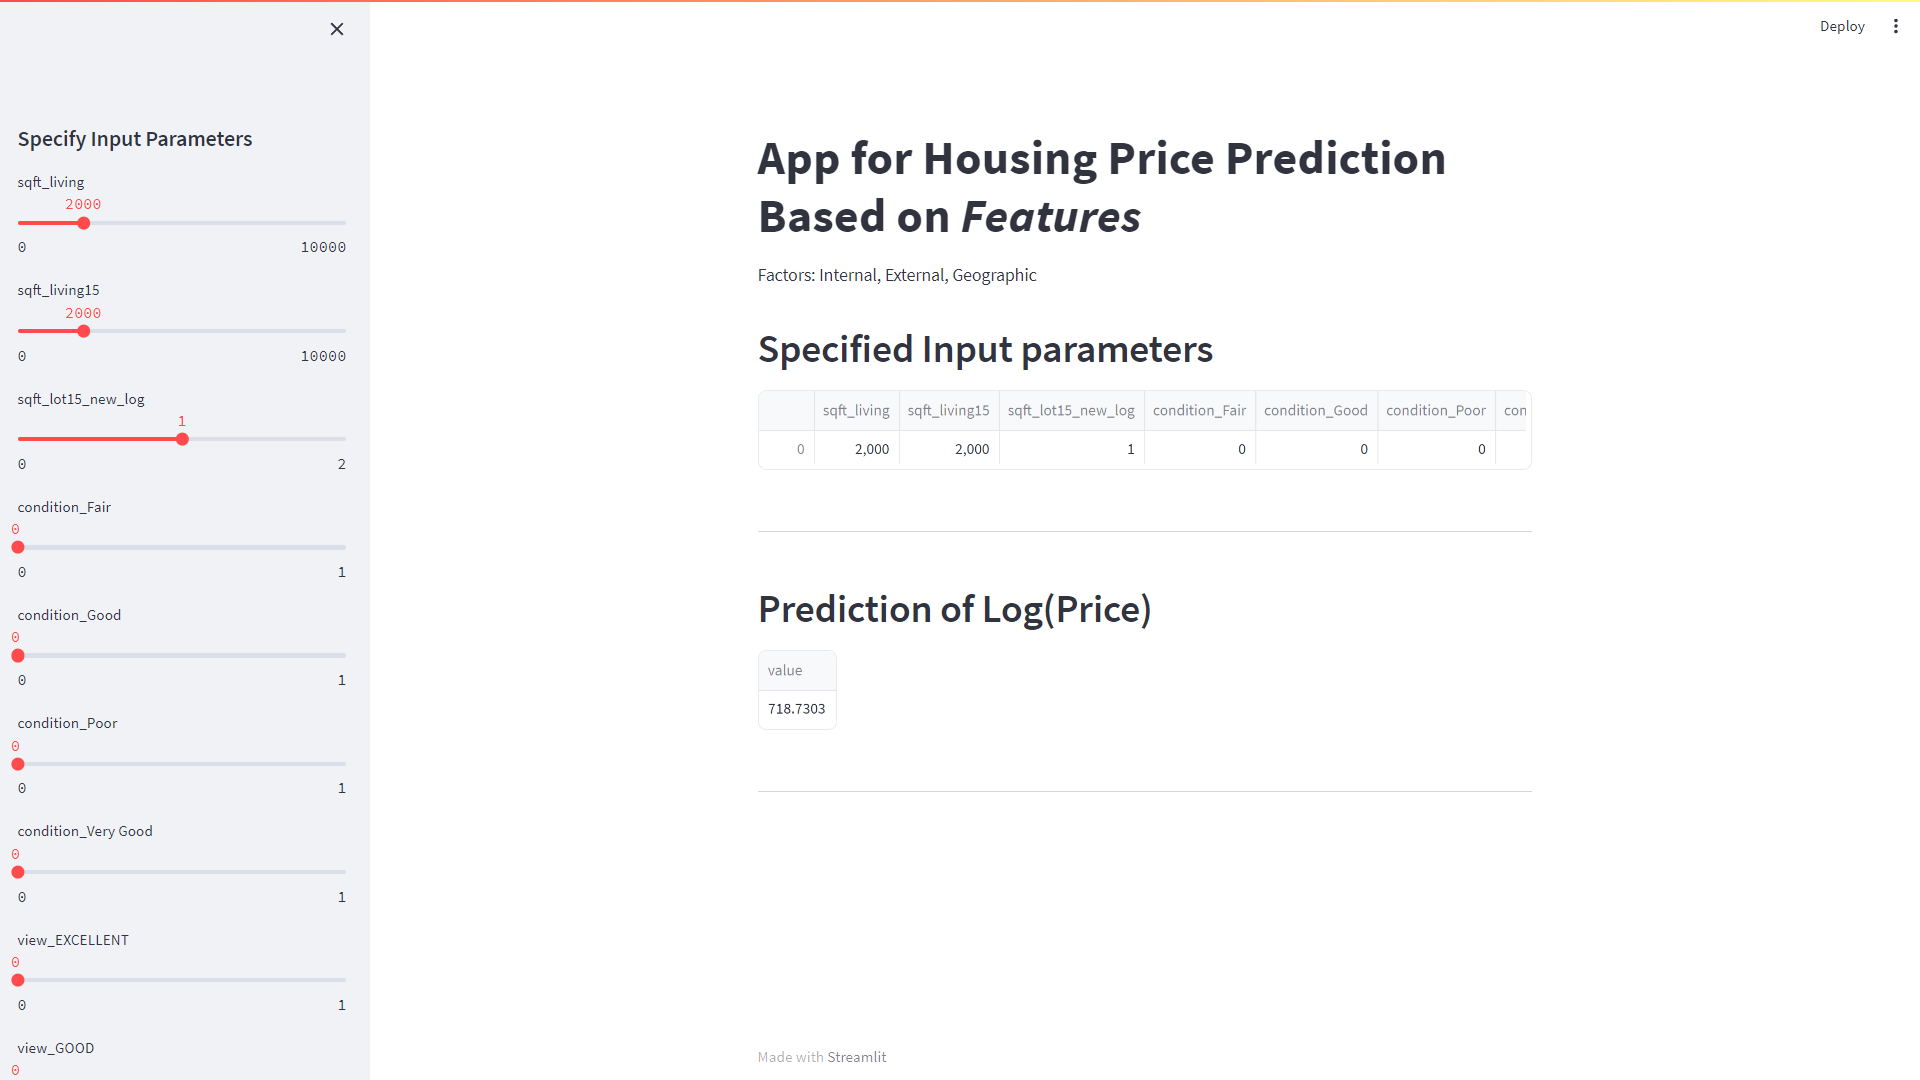 Deploy
Specify Input Parameters
sqft_living
2000
0 10000
sqft_living15
2000
0 10000
sqft_lot15_new_log
1
0 2
condition_Fair
0
0 1
condition_Good
0
0 1
condition_Poor
0
0 1
condition_Very Good
0
0 1
view_EXCELLENT
0
0 1
view_GOOD
0
App for Housing Price Prediction
Based on Features
Factors: Internal, External, Geographic
Specified Input parameters
sqft_living sqft_living15 sqft_lot15_new_log condition_Fair condition_Good condition_Poor con
0 2,000 2,000 1 0 0 0
Prediction of Log(Price)
value
718.7303
Made with Streamlit